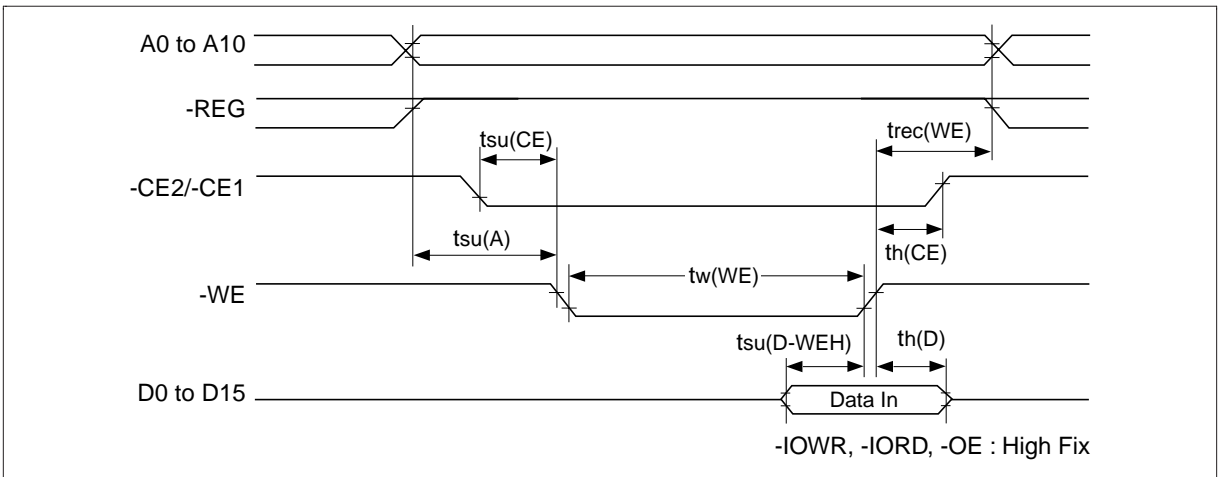 A0 to A10
-REG
tsu(CE)
trec(WE)
-CE2/-CE1
tsu(A)
th(CE)
tw(WE)
-WE
tsu(D-WEH)
th(D)
D0 to D15
Data In
-IOWR, -IORD, -OE : High Fix